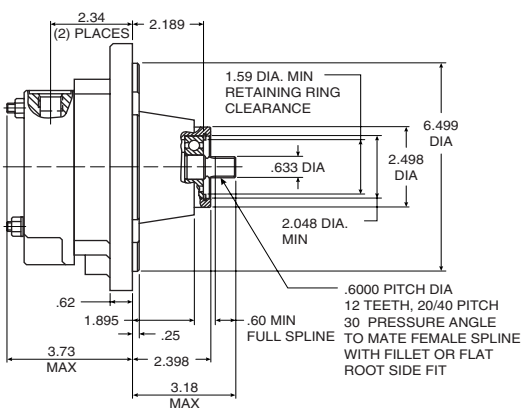 2.34
(2) PLACES
2.189
1.59 DIA. MIN
RETAINING RING
CLEARANCE
6.499
DIA
2.498
DIA
.633 DIA
2.048 DIA.
MIN
.6000 PITCH DIA
12 TEETH, 20/40 PITCH
30 PRESSURE ANGLE
TO MATE FEMALE SPLINE
WITH FILLET OR FLAT
ROOT SIDE FIT
.62
1.895
.60 MIN
FULL SPLINE
.25
3.73
MAX
2.398
3.18
MAX